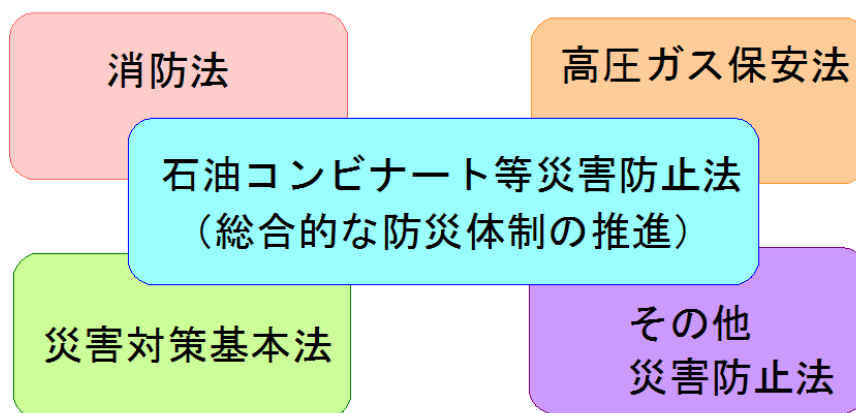 消防法
高圧ガス保安法
石油コンビナート等災害防止法
（総合的な防災体制の推進）
災害対策基本法
その他
災害防止法